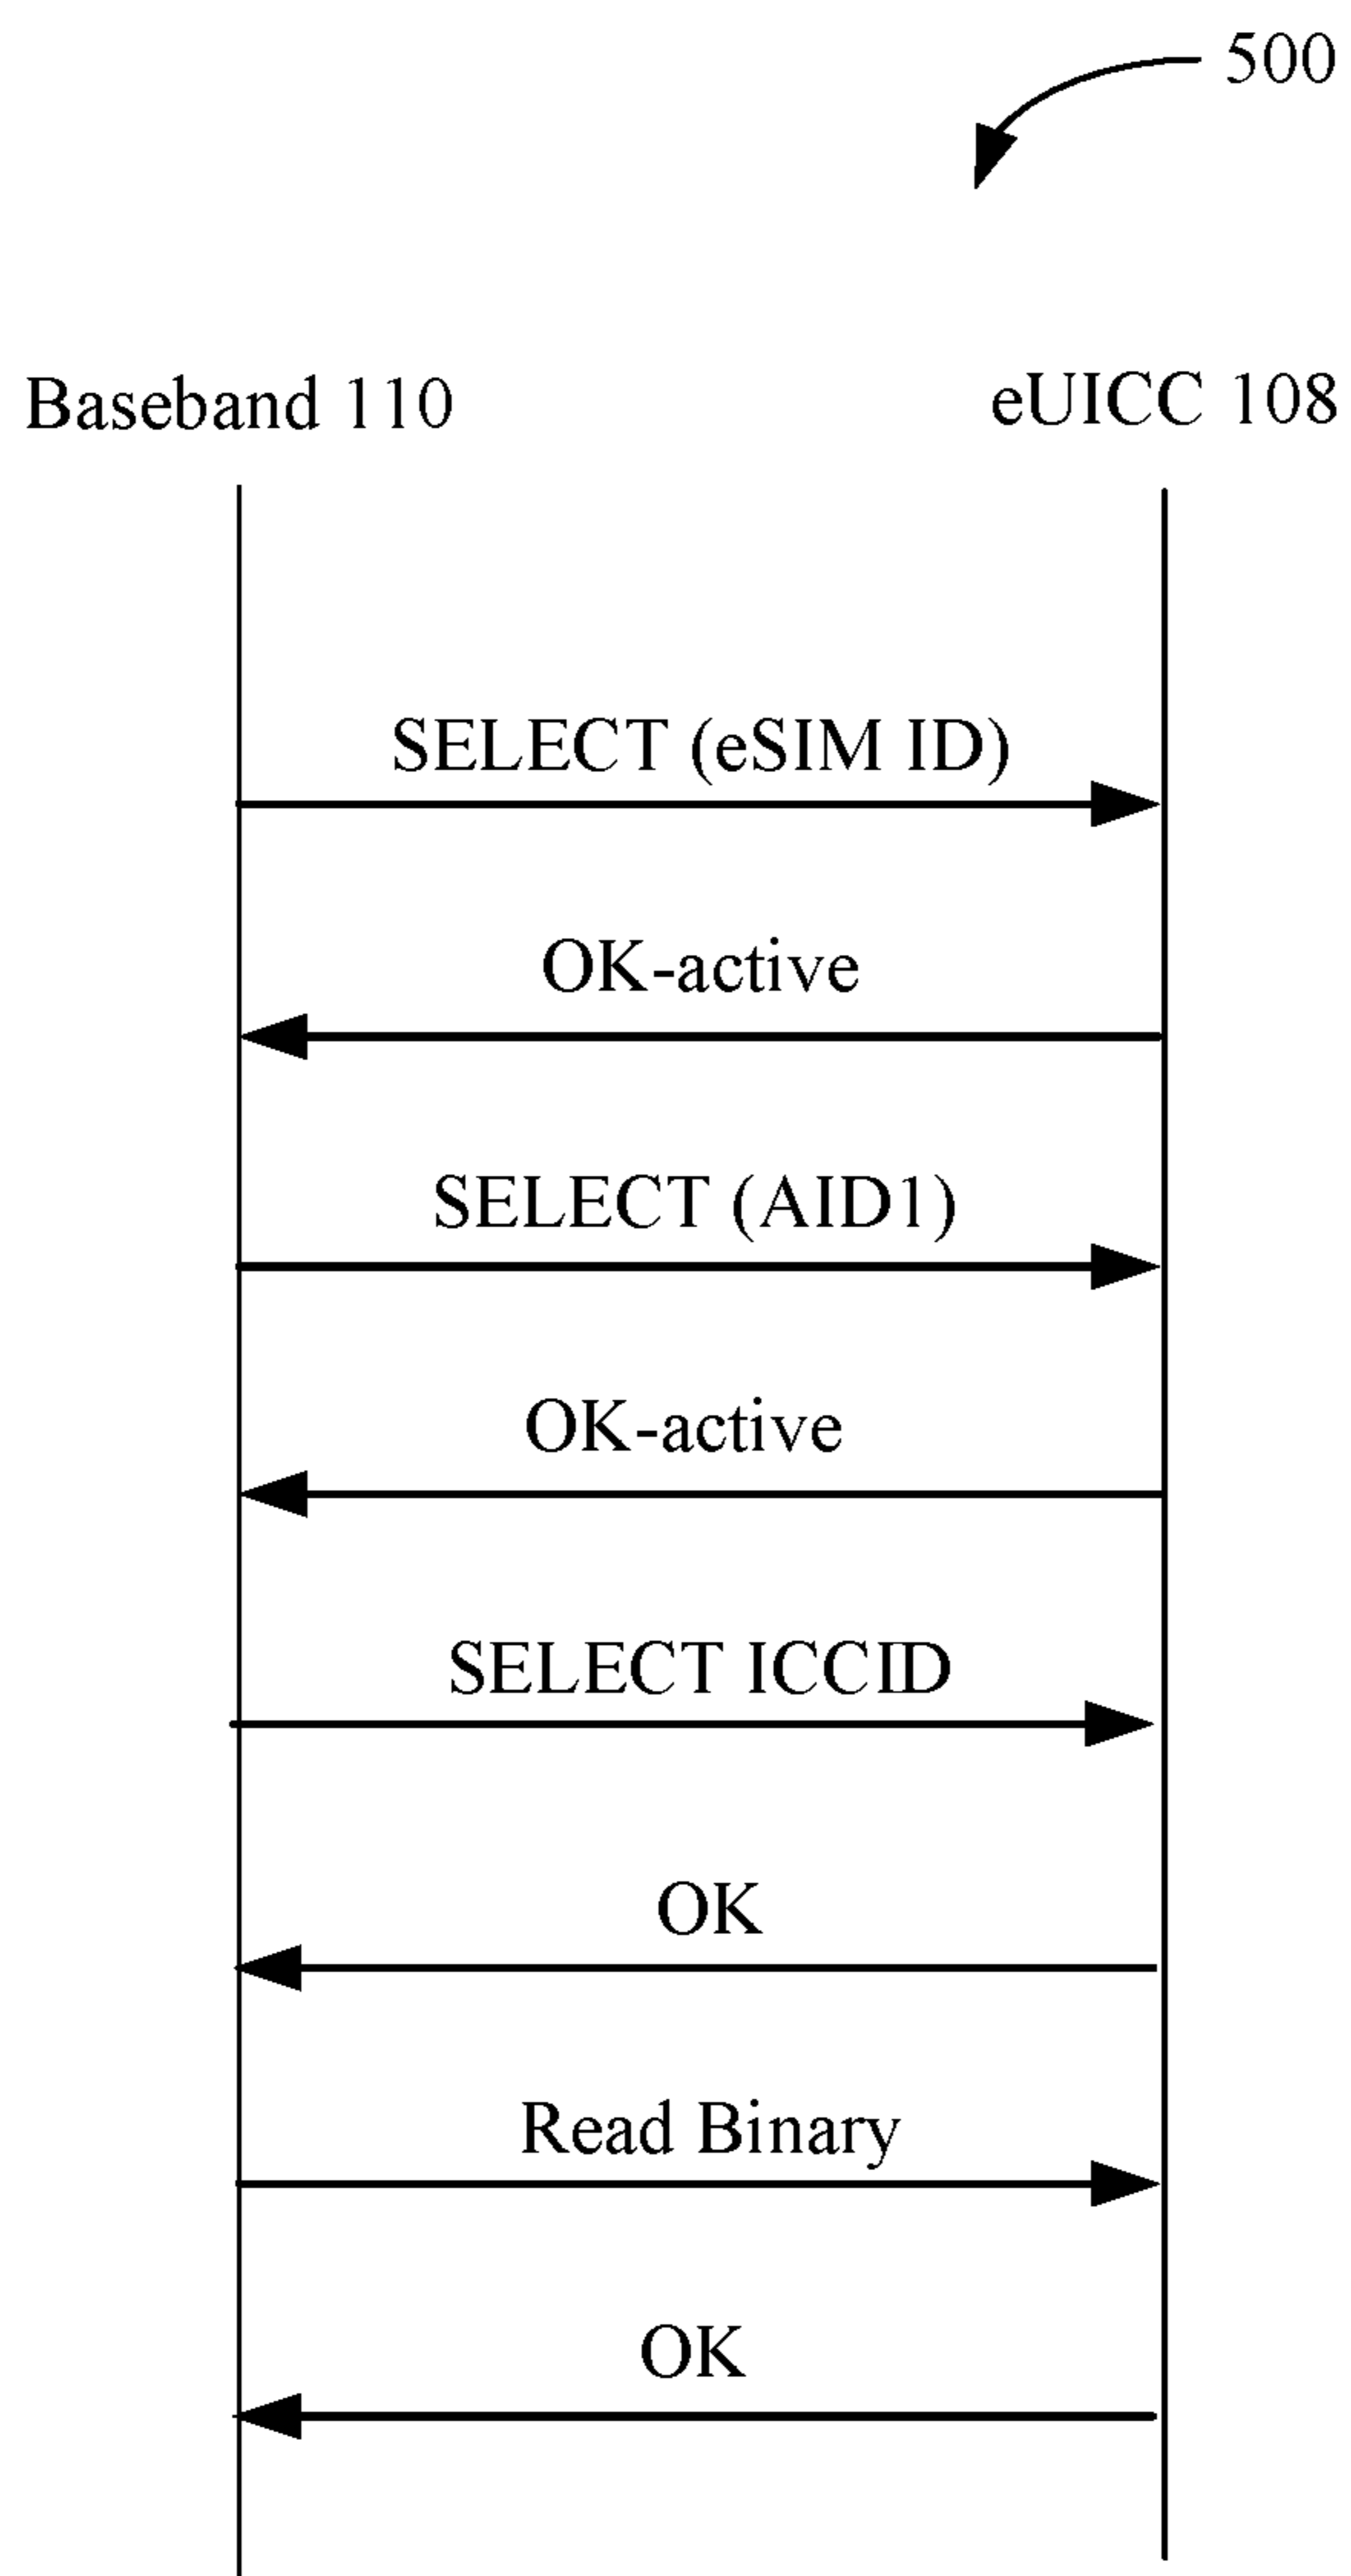 500
Baseband 110 eUICC 108
SELECT (eSIM ID)
OK-active
SELECT (AID1)
OK-active
SELECT ICCID
OK
Read Binary
OK